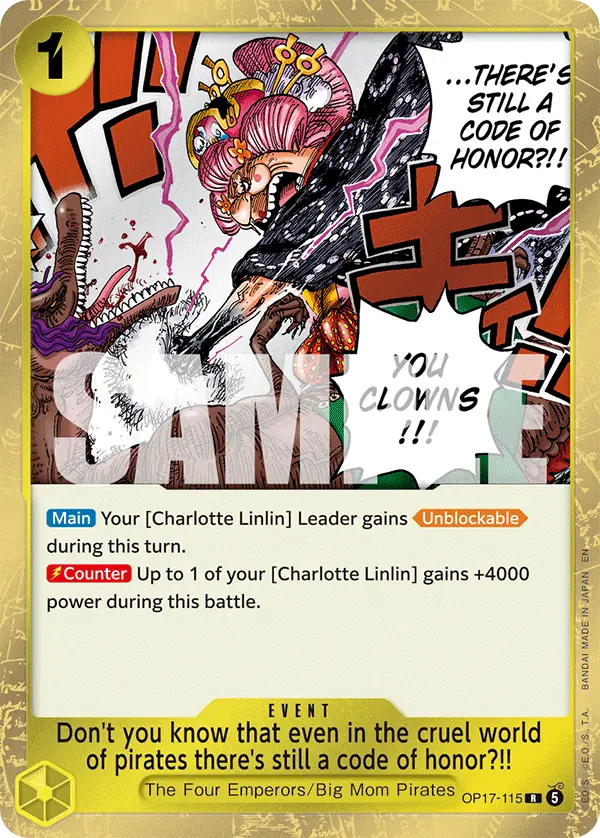 1
...THERE'S
STILL A
CODE OF
HONOR?!!
YOU
CLOWNS
!!!
SAMPLE
Main Your [Charlotte Linlin] Leader gains Unblockable
during this turn.
Counter Up to 1 of your [Charlotte Linlin] gains +4000
power during this battle.
EVENT
Don't you know that even in the cruel world
of pirates there's still a code of honor?!!
The Four Emperors/Big Mom Pirates
OP17-115 R 5
E.O./S., T.A. BANDAI MADE IN JAPAN EN